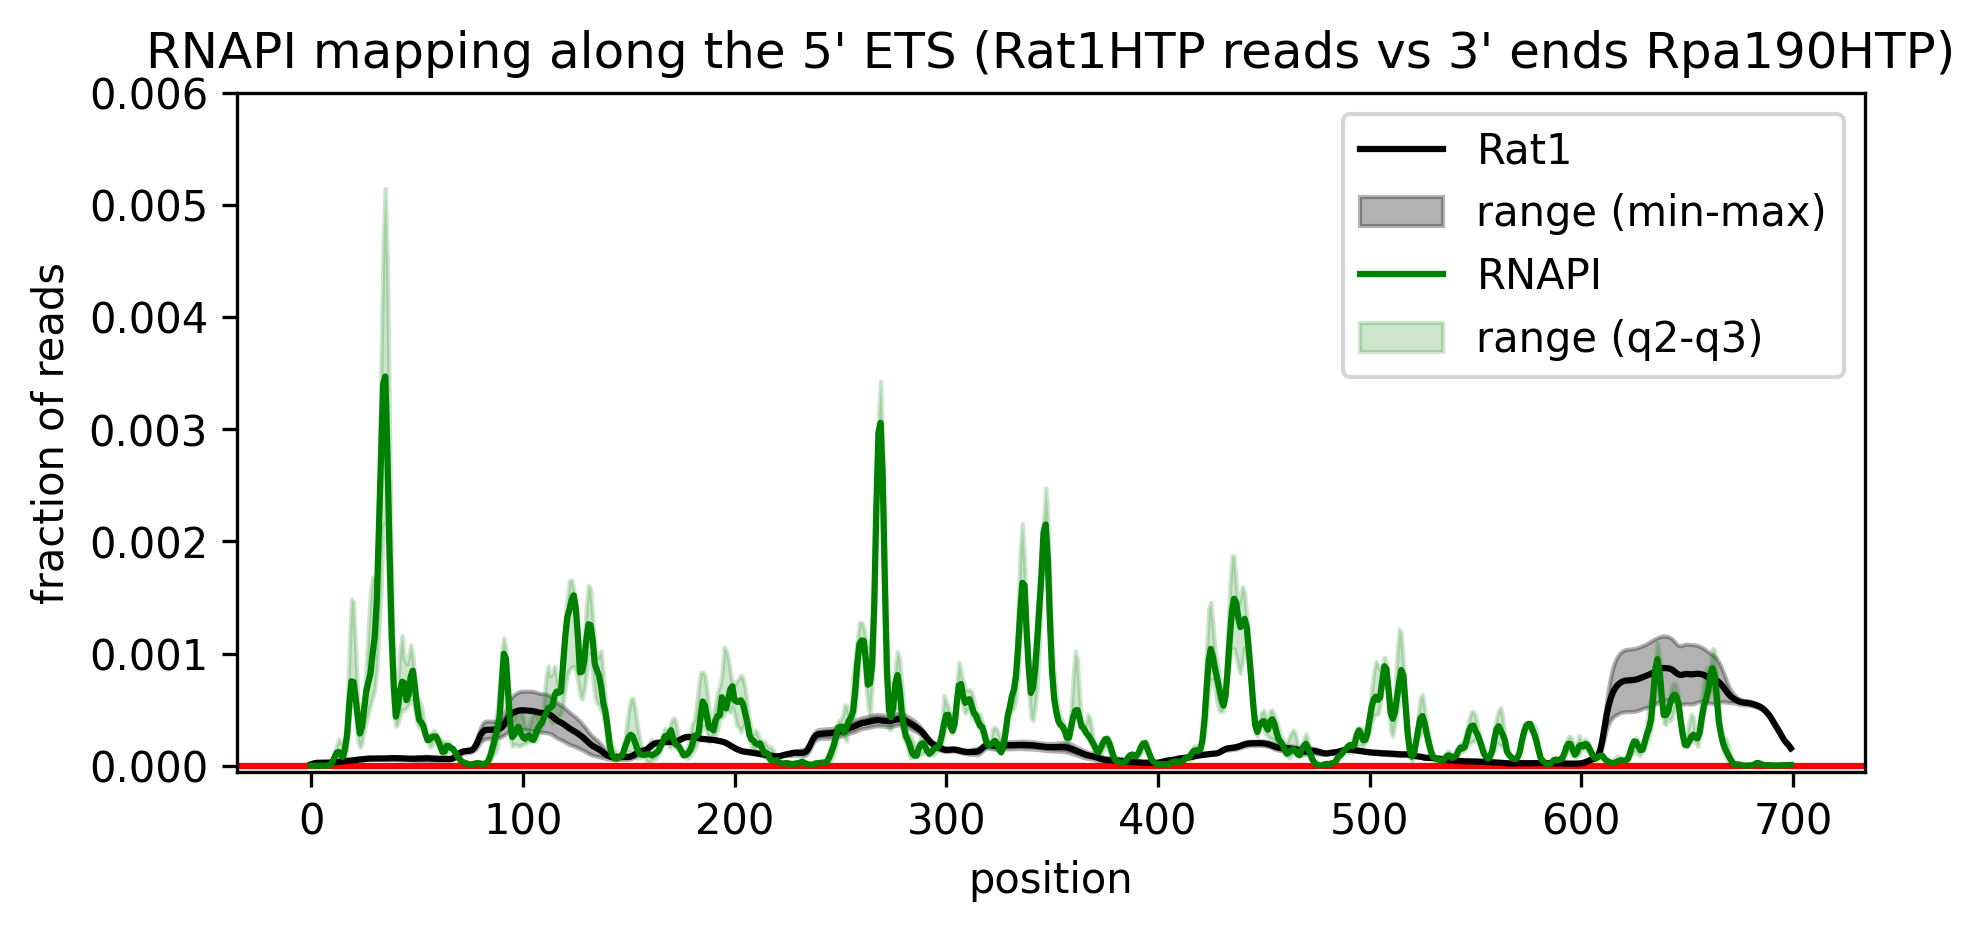 RNAPI mapping along the 5' ETS (Rat1HTP reads vs 3' ends Rpa190HTP)
0.006
0.005
0.004
0.003
0.002
0.001
0.000
fraction of reads
Rat1
range (min-max)
RNAPI
range (q2-q3)
0 100 200 300 400 500 600 700
position